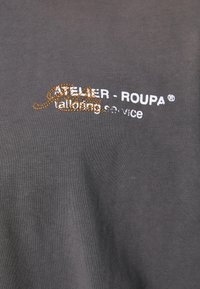 ATELIER - ROUPA®
tailoring service